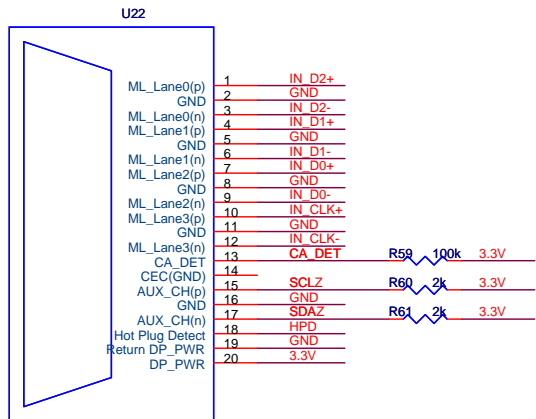 U22
ML_Lane0(p) 1 IN_D2+
GND 2 GND
ML_Lane0(n) 3 IN_D2-
ML_Lane1(p) 4 IN_D1+
GND 5 GND
ML_Lane1(n) 6 IN_D1-
ML_Lane2(p) 7 IN_D0+
GND 8 GND
ML_Lane2(n) 9 IN_D0-
ML_Lane3(p) 10 IN_CLK+
GND 11 GND
ML_Lane3(n) 12 IN_CLK-
CA_DET 13 CA_DET R59 100k 3.3V
CEC(GND) 14
AUX_CH(p) 15 SCLZ R60 2k 3.3V
GND 16 GND
AUX_CH(n) 17 SDAZ R61 2k 3.3V
Hot Plug Detect 18 HPD
Return DP_PWR 19 GND
DP_PWR 20 3.3V